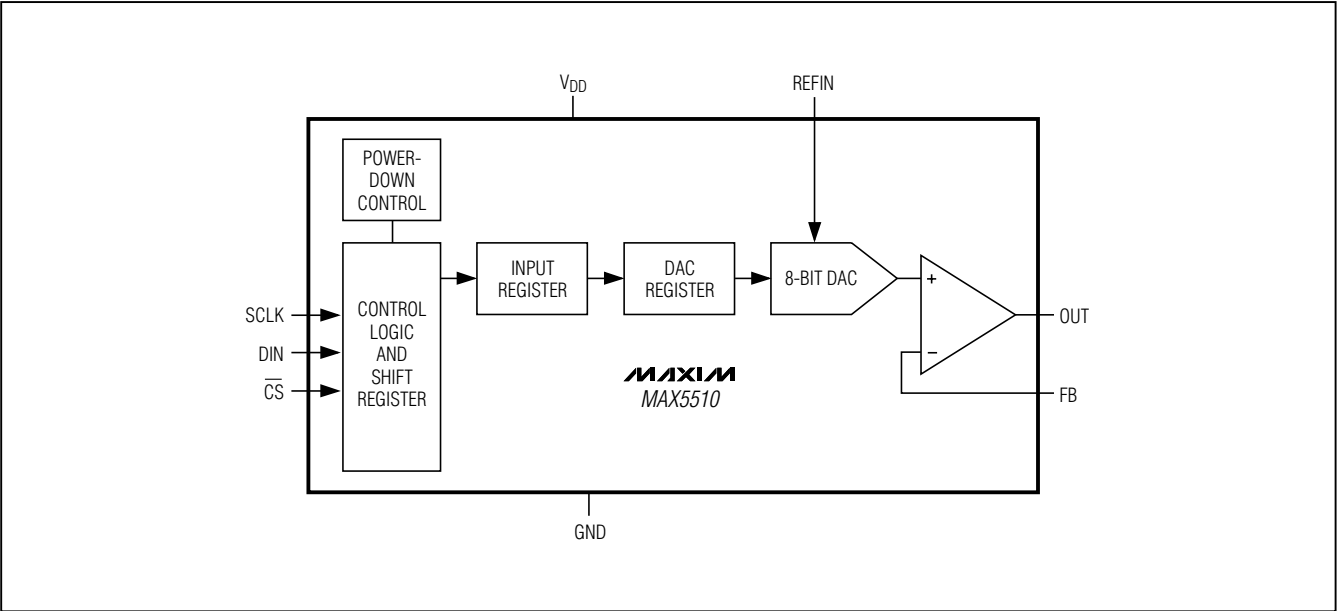 VDD
REFIN
POWER-
DOWN
CONTROL
CONTROL
LOGIC
AND
SHIFT
REGISTER
INPUT
REGISTER
DAC
REGISTER
8-BIT DAC
+
−
SCLK
DIN
C̅S̅
OUT
FB
MAXIM
MAX5510
GND